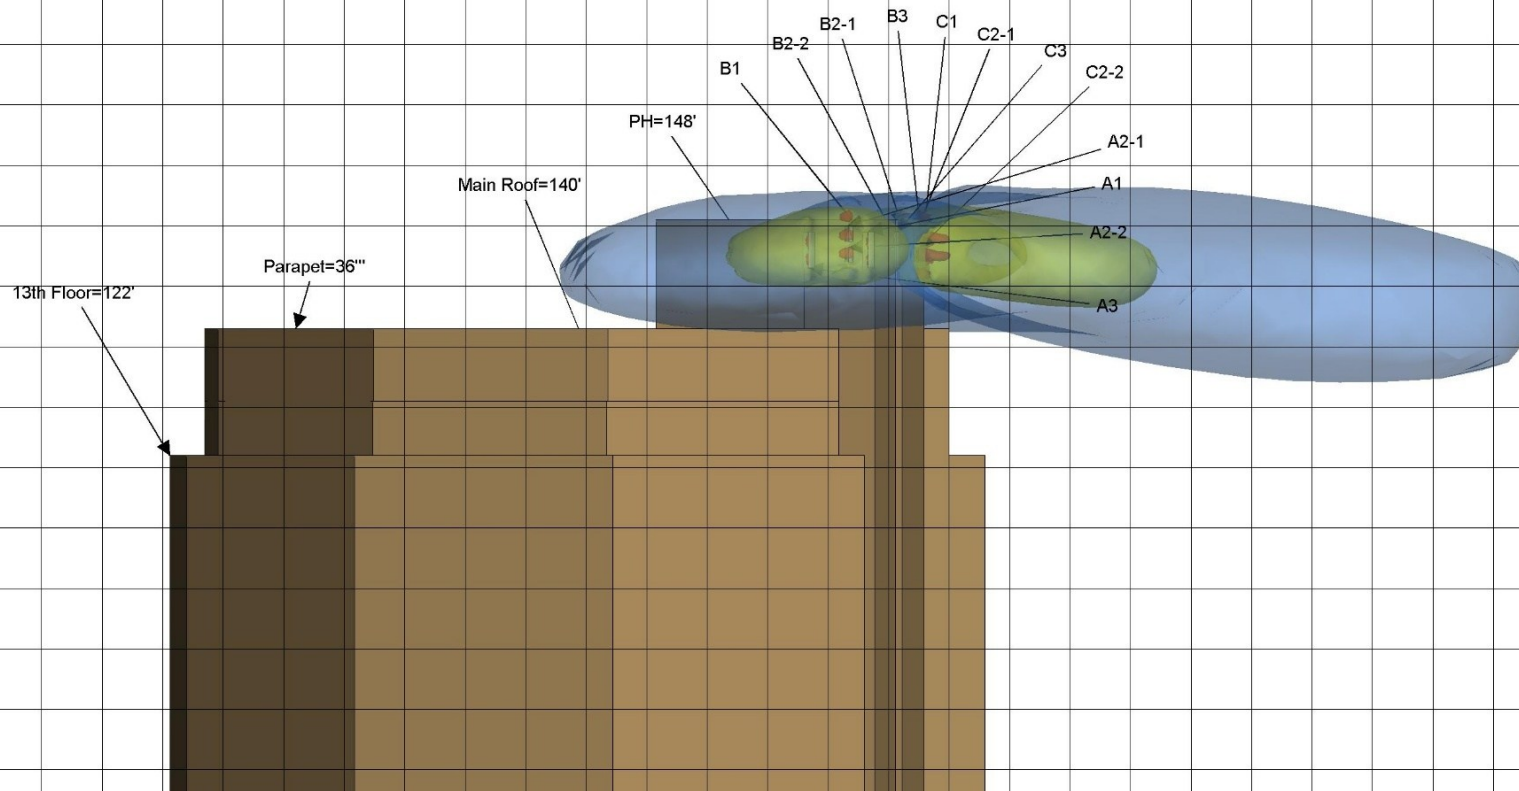 B3
C1
B2-1
C2-1
B2-2
C3
B1
C2-2
PH=148'
A2-1
Main Roof=140'
A1
A2-2
Parapet=36'"
13th Floor=122'
A3